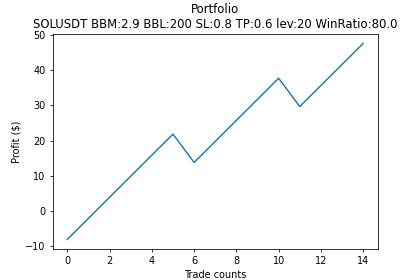 Portfolio
SOLUSDT BBM:2.9 BBL:200 SL:0.8 TP:0.6 lev:20 WinRatio:80.0
50
40
30
20
10
0
−10
Profit ($)
0 2 4 6 8 10 12 14
Trade counts